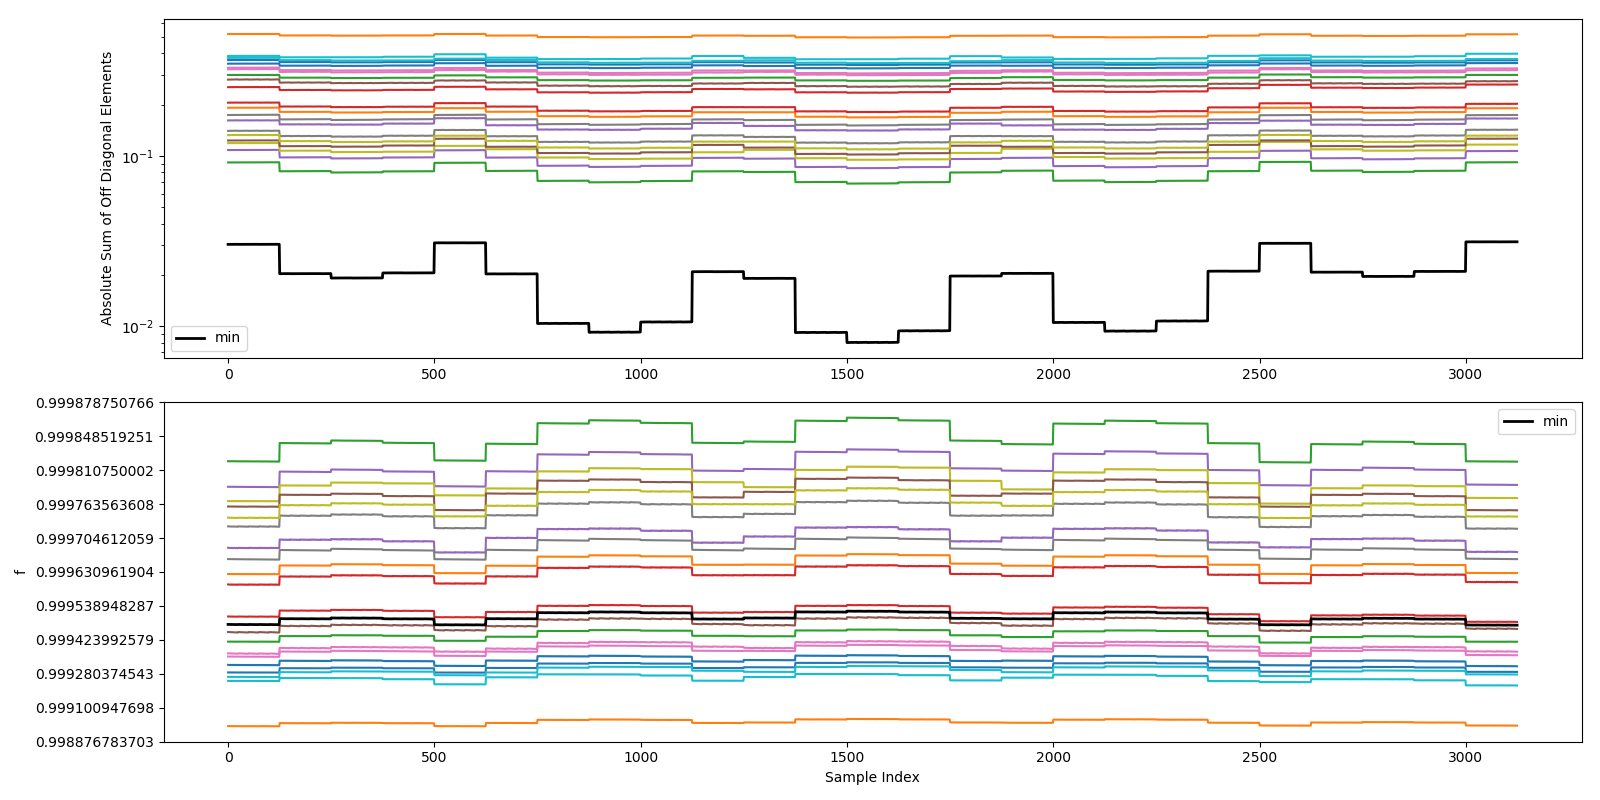 Absolute Sum of Off Diagonal Elements
10⁻¹
10⁻²
min
0 500 1000 1500 2000 2500 3000
f
0.999878750766
0.999848519251
0.999810750002
0.999763563608
0.999704612059
0.999630961904
0.999538948287
0.999423992579
0.999280374543
0.999100947698
0.998876783703
min
0 500 1000 1500 2000 2500 3000
Sample Index